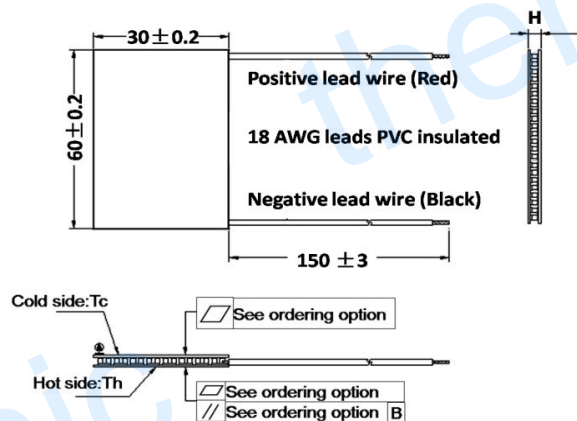 30±0.2
H
Positive lead wire (Red)
60±0.2
18 AWG leads PVC insulated
Negative lead wire (Black)
150 ±3
Cold side:Tc
See ordering option
Hot side:Th
See ordering option
// See ordering option B